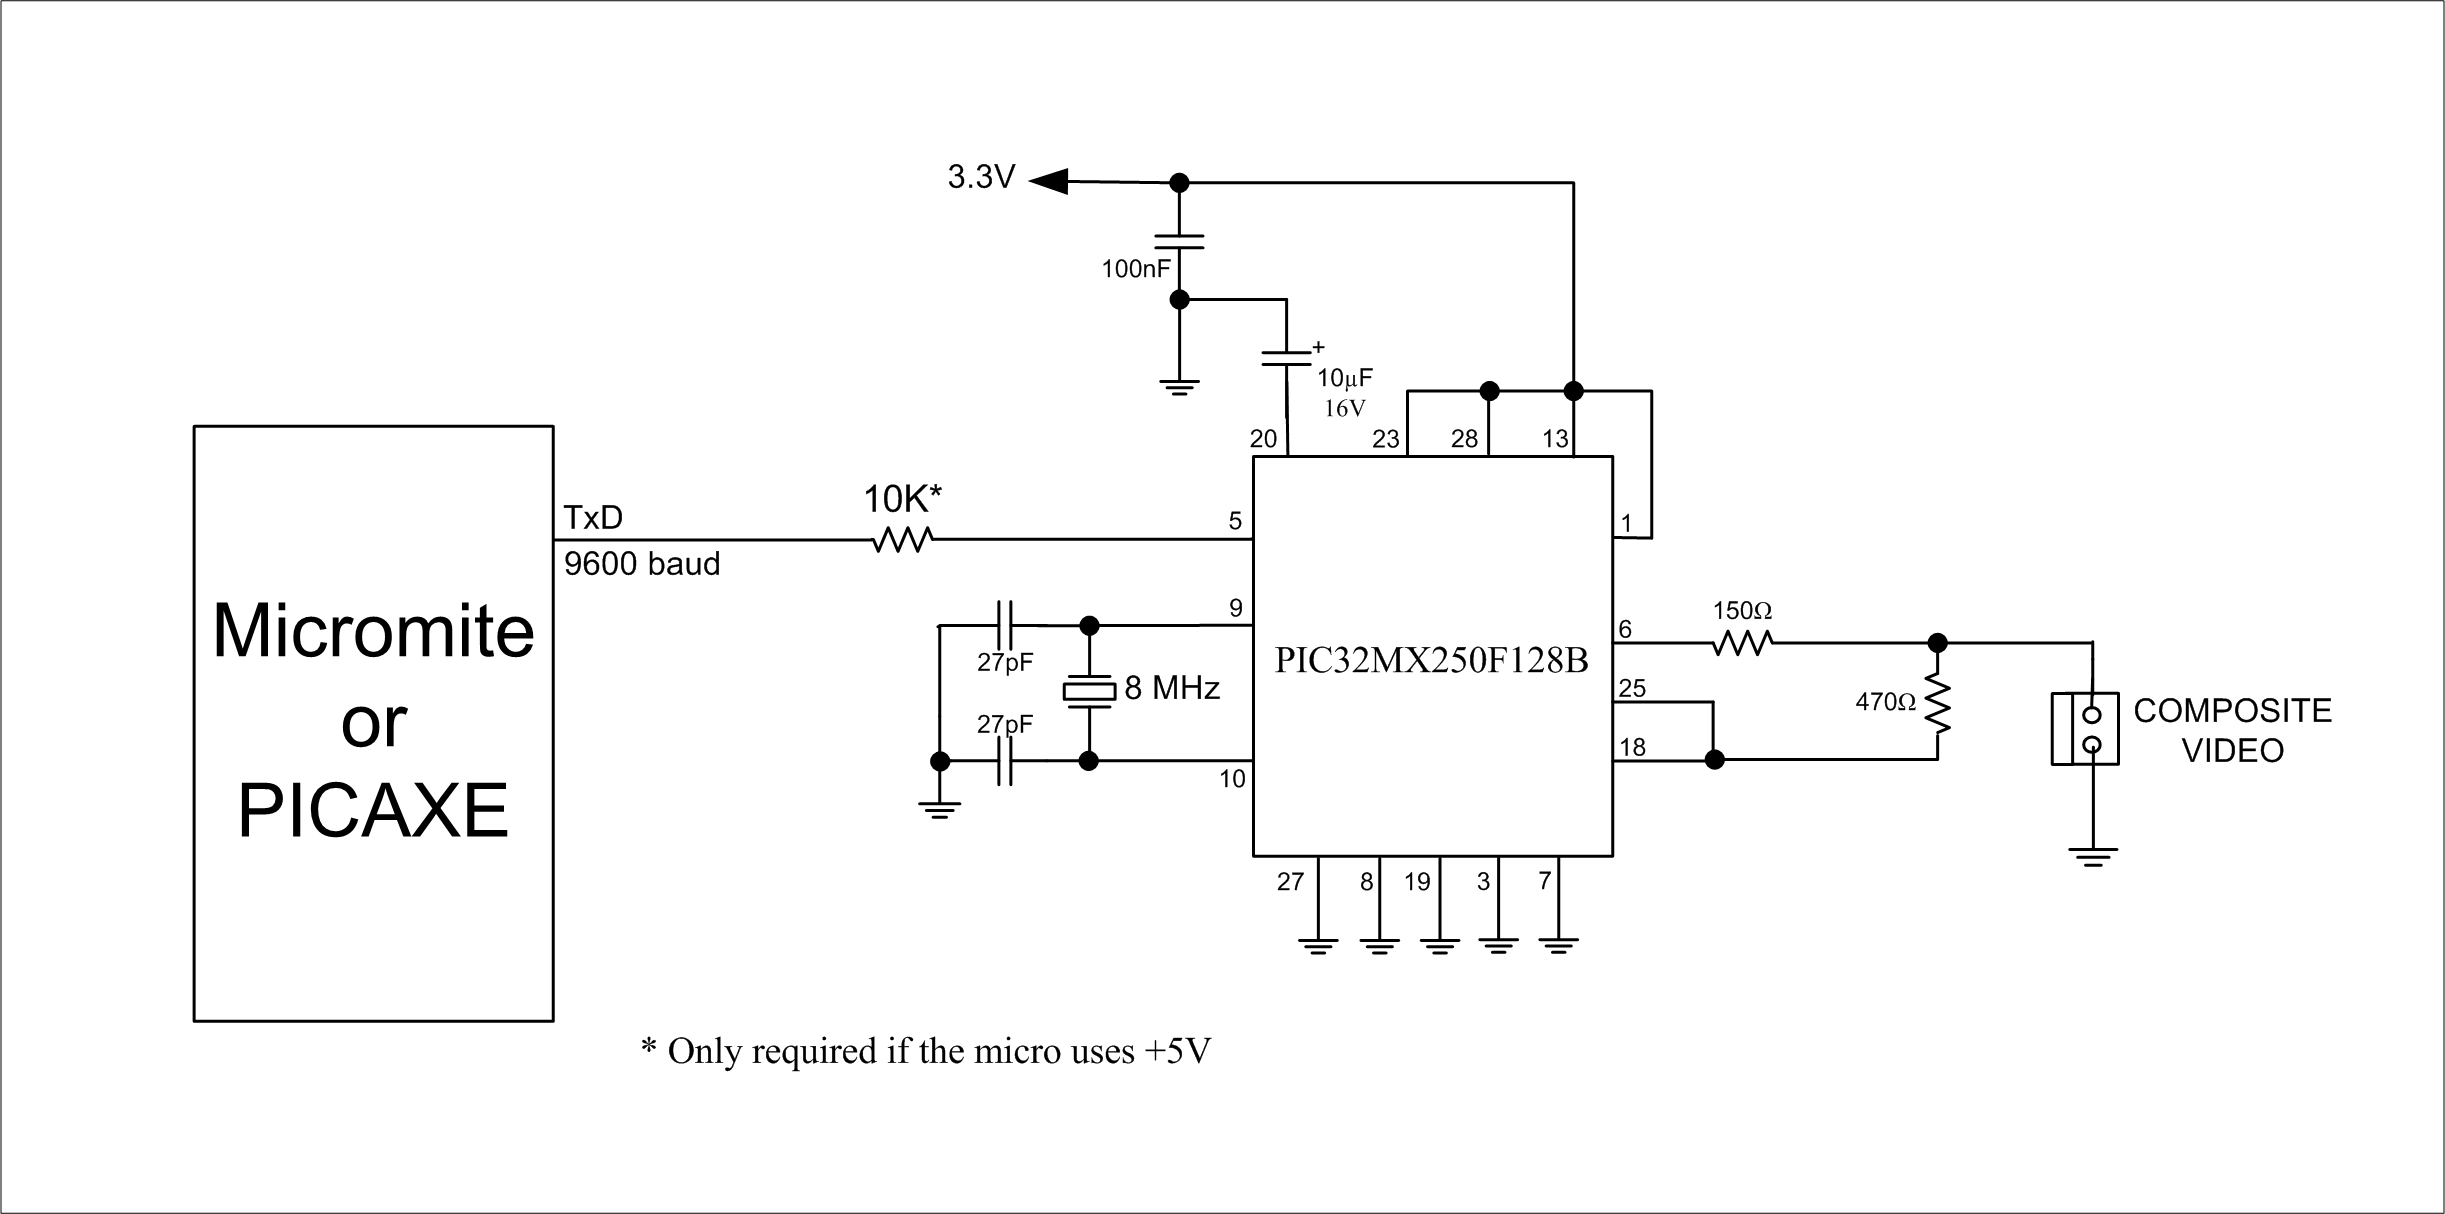 3.3V
100nF
+
10µF
16V
20
23
28
13
TxD
9600 baud
10K*
5
1
Micromite
or
PICAXE
27pF
9
8 MHz
27pF
10
PIC32MX250F128B
6
150Ω
25
470Ω
18
COMPOSITE
VIDEO
27
8
19
3
7
* Only required if the micro uses +5V